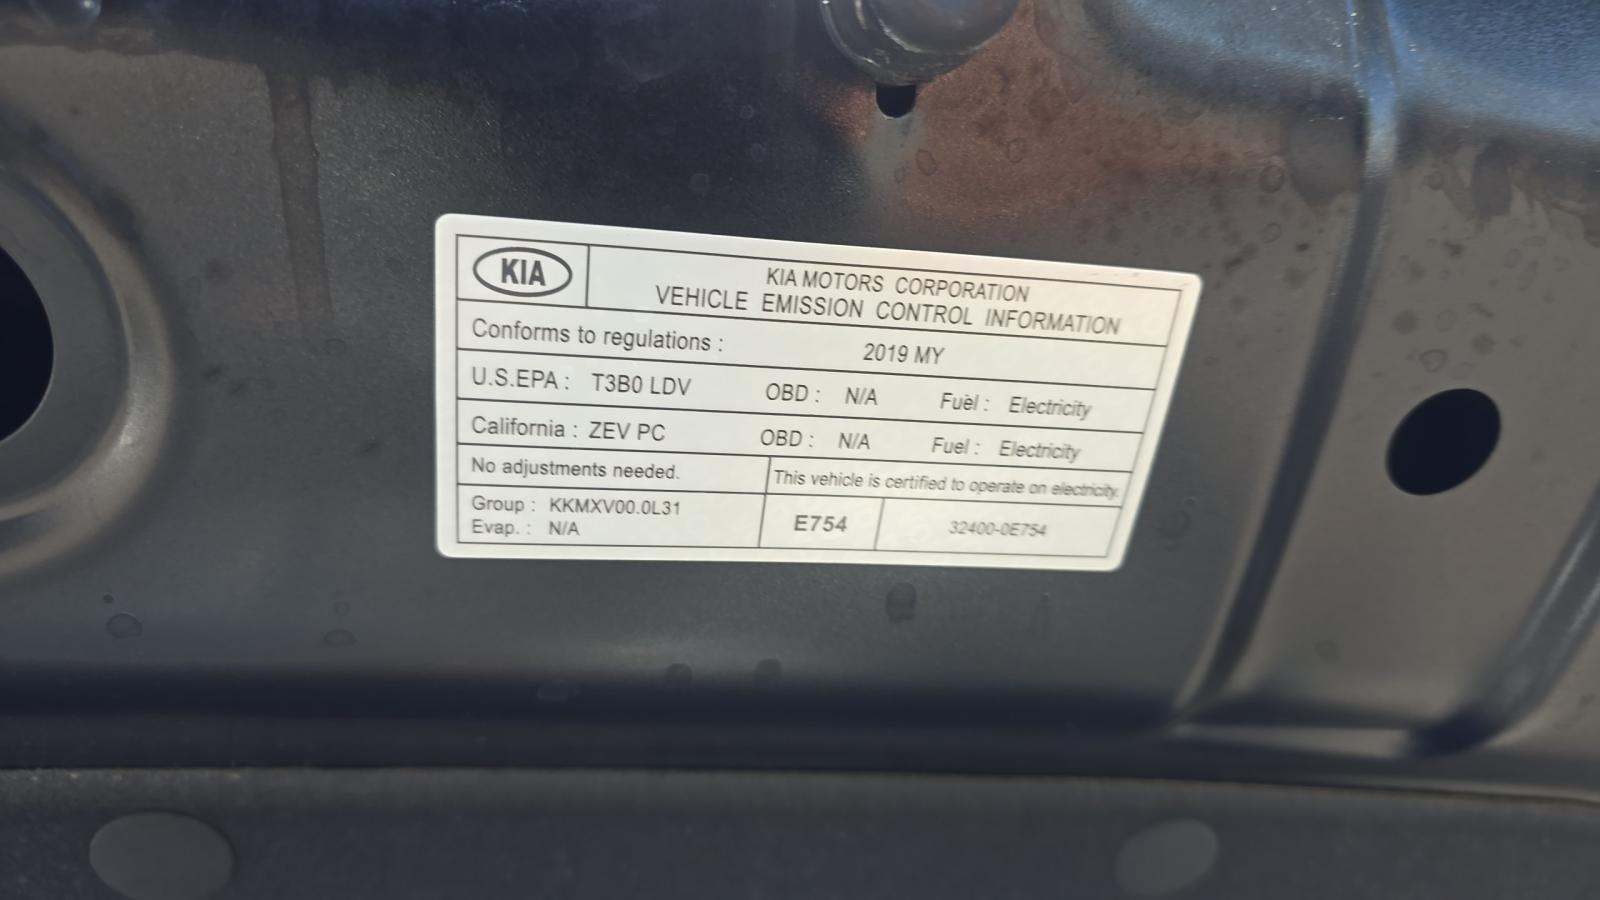 KIA
KIA MOTORS CORPORATION
VEHICLE EMISSION CONTROL INFORMATION
Conforms to regulations : 2019 MY
U.S.EPA : T3B0 LDV OBD : N/A Fuel : Electricity
California : ZEV PC OBD : N/A Fuel : Electricity
No adjustments needed. This vehicle is certified to operate on electricity.
Group : KKMXV00.0L31
Evap. : N/A
E754 32400-0E754